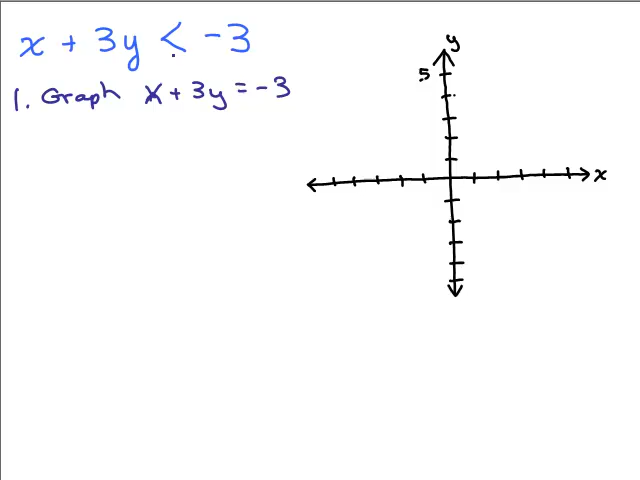 x + 3y < -3
1. Graph x + 3y = -3
y
5
x